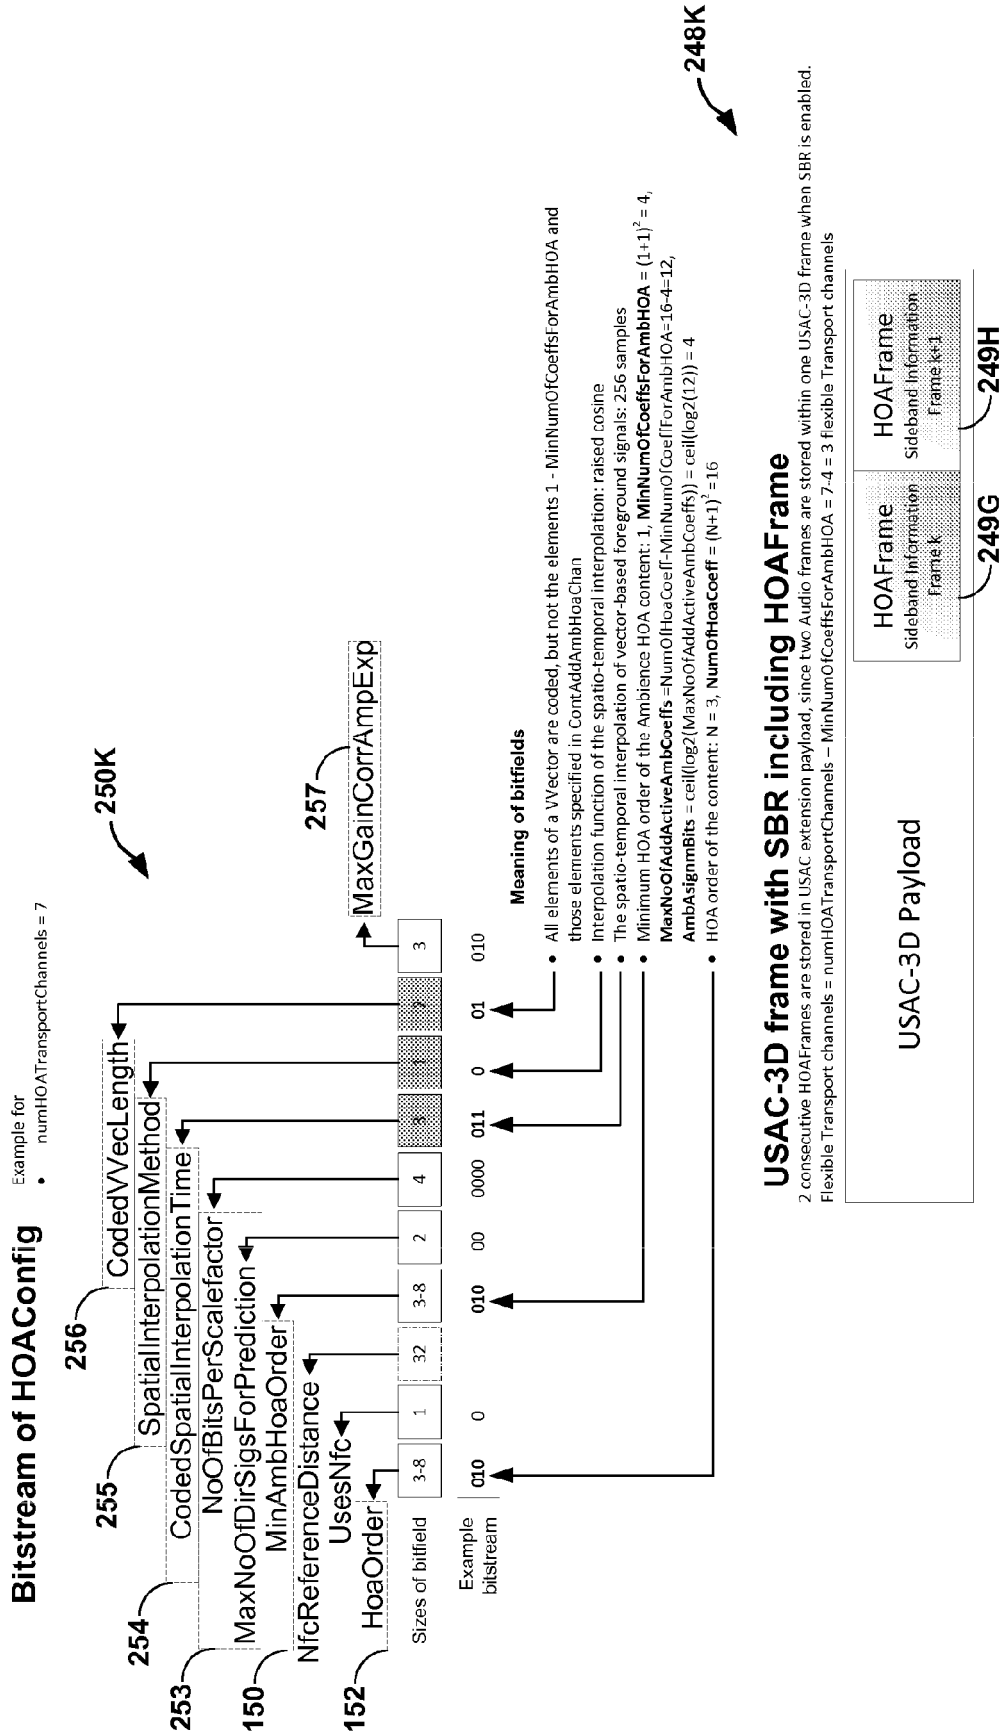 Bitstream of HOAConfig
Example for
• numHOATransportChannels = 7
250K
256
CodedVVecLength
255
SpatialInterpolationMethod
254
CodedSpatialInterpolationTime
253
NoOfBitsPerScalefactor
MaxNoOfDirSigsForPrediction
150
MinAmbHoaOrder
NfcReferenceDistance
UsesNfc
152
HoaOrder
257
MaxGainCorrAmpExp
Sizes of bitfield
3-8 1 32 3-8 2 4 3 1 2 3
Example
bitstream
010 0 010 00 0000 011 0 01 010
Meaning of bitfields
• All elements of a VVector are coded, but not the elements 1 - MinNumOfCoeffsForAmbHOA and
those elements specified in ContAddAmbHoaChan
• Interpolation function of the spatio-temporal interpolation: raised cosine
• The spatio-temporal interpolation of vector-based foreground signals: 256 samples
• Minimum HOA order of the Ambience HOA content: 1, MinNumOfCoeffsForAmbHOA = (1+1)² = 4,
MaxNoOfAddActiveAmbCoeffs =NumOfHoaCoeff-MinNumOfCoeffForAmbHOA=16-4=12,
AmbAsignmBits = ceil(log2(MaxNoOfAddActiveAmbCoeffs)) = ceil(log2(12)) = 4
• HOA order of the content: N = 3, NumOfHoaCoeff = (N+1)² =16
248K
USAC-3D frame with SBR including HOAFrame
2 consecutive HOAFrames are stored in USAC extension payload, since two Audio frames are stored within one USAC-3D frame when SBR is enabled.
Flexible Transport channels = numHOATransportChannels – MinNumOfCoeffsForAmbHOA = 7-4 = 3 flexible Transport channels
USAC-3D Payload
HOAFrame
Sideband Information
Frame k
HOAFrame
Sideband Information
Frame k+1
249G
249H